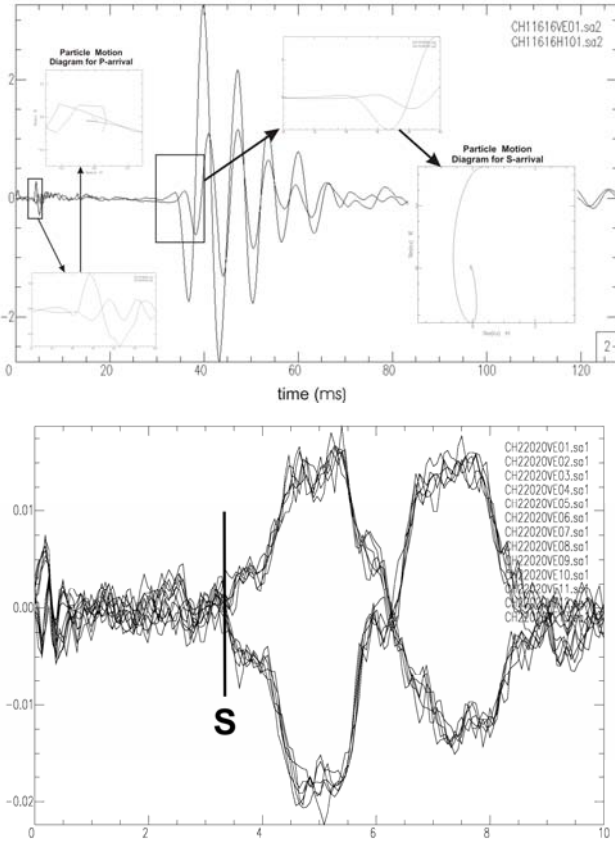 CH11616VE01.sa2
CH11616H101.sa2
Particle Motion
Diagram for P-arrival
Particle Motion
Diagram for S-arrival
2
0
-2
0
20
40
60
80
100
120
2
time (ms)
CH22020VE01.sa1
CH22020VE02.sa1
CH22020VE03.sa1
CH22020VE04.sa1
CH22020VE05.sa1
CH22020VE06.sa1
CH22020VE07.sa1
CH22020VE08.sa1
CH22020VE09.sa1
CH22020VE10.sa1
CH22020VE11.sa1
0.01
0.00
-0.01
-0.02
S
0
2
4
6
8
10